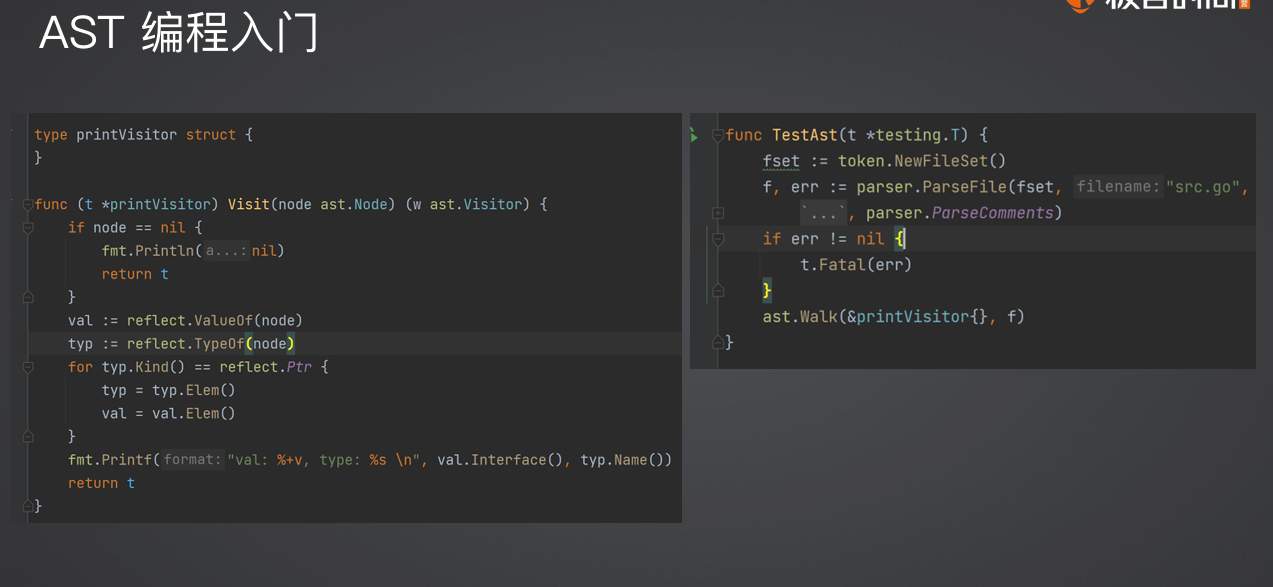 AST 编程入门
type printVisitor struct {
}
func (t *printVisitor) Visit(node ast.Node) (w ast.Visitor) {
if node == nil {
fmt.Println(a...: nil)
return t
}
val := reflect.ValueOf(node)
typ := reflect.TypeOf(node)
for typ.Kind() == reflect.Ptr {
typ = typ.Elem()
val = val.Elem()
}
fmt.Printf(format: "val: %+v, type: %s \n", val.Interface(), typ.Name())
return t
}
func TestAst(t *testing.T) {
fset := token.NewFileSet()
f, err := parser.ParseFile(fset, filename: "src.go",
`...`, parser.ParseComments)
if err != nil {
t.Fatal(err)
}
ast.Walk(&printVisitor{}, f)
}